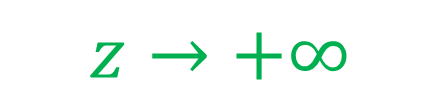 z → +∞